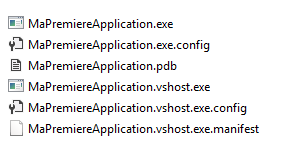 MaPremiereApplication.exe
MaPremiereApplication.exe.config
MaPremiereApplication.pdb
MaPremiereApplication.vshost.exe
MaPremiereApplication.vshost.exe.config
MaPremiereApplication.vshost.exe.manifest